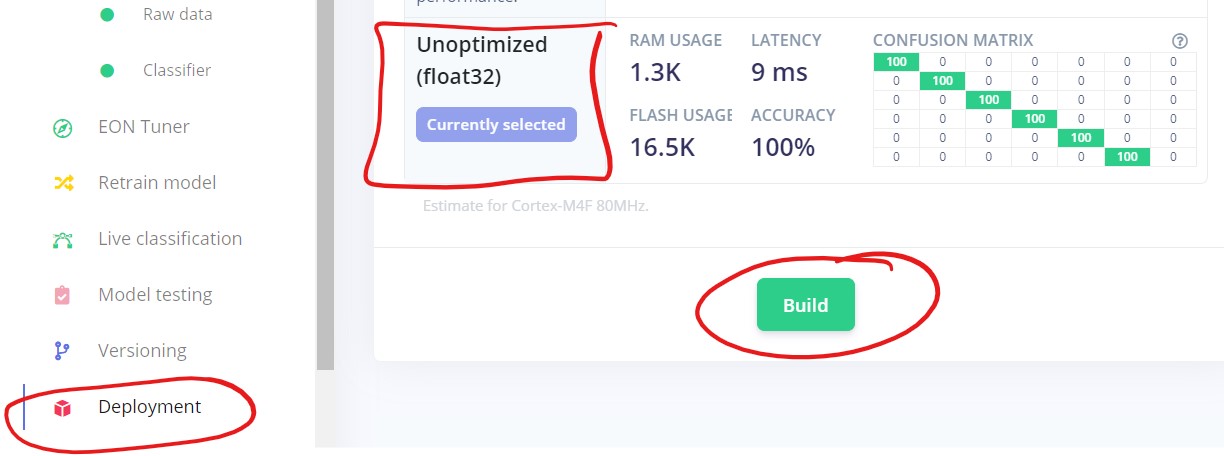 Raw data
Classifier
EON Tuner
Retrain model
Live classification
Model testing
Versioning
Deployment
performance.
Unoptimized
(float32)
Currently selected
RAM USAGE
1.3K
LATENCY
9 ms
FLASH USAGE
16.5K
ACCURACY
100%
CONFUSION MATRIX ?
100 0 0 0 0 0 0
0 100 0 0 0 0 0
0 0 100 0 0 0 0
0 0 0 100 0 0 0
0 0 0 0 100 0 0
0 0 0 0 0 100 0
Estimate for Cortex-M4F 80MHz.
Build